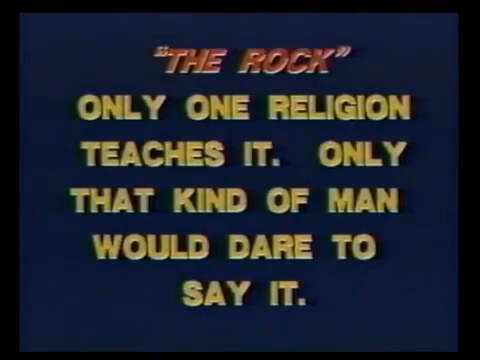 "THE ROCK"
ONLY ONE RELIGION
TEACHES IT. ONLY
THAT KIND OF MAN
WOULD DARE TO
SAY IT.